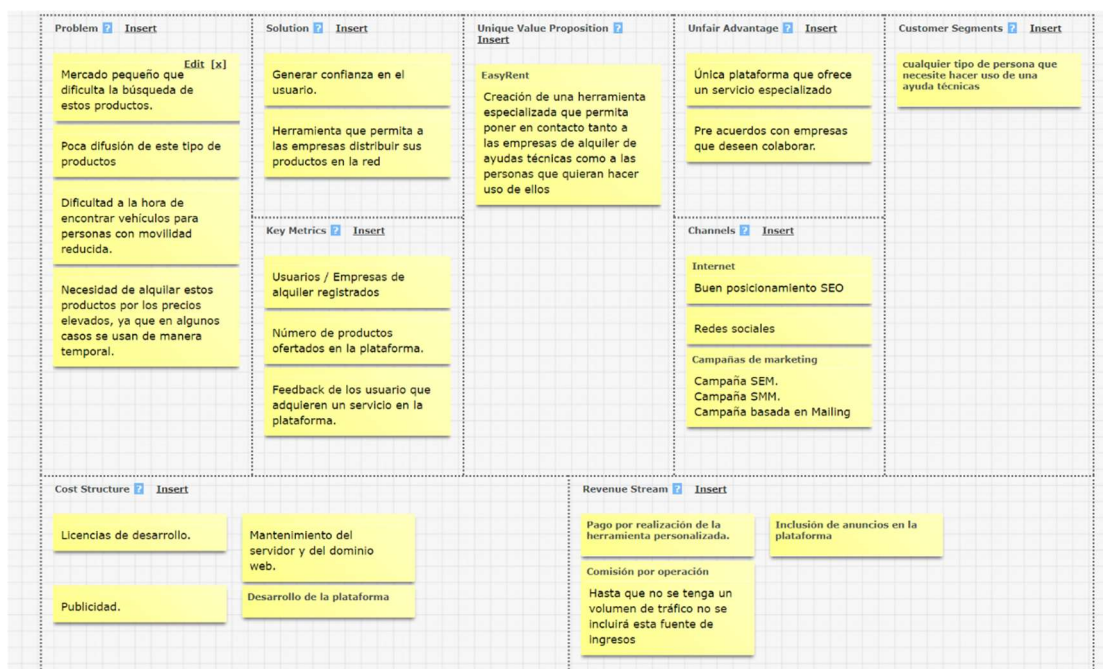 Problem ? Insert
Edit [x]
Mercado pequeño que
dificulta la búsqueda de
estos productos.
Poca difusión de este tipo de
productos
Dificultad a la hora de
encontrar vehículos para
personas con movilidad
reducida.
Necesidad de alquilar estos
productos por los precios
elevados, ya que en algunos
casos se usan de manera
temporal.
Solution ? Insert
Generar confianza en el
usuario.
Herramienta que permita a
las empresas distribuir sus
productos en la red
Key Metrics ? Insert
Usuarios / Empresas de
alquiler registrados
Número de productos
ofertados en la plataforma.
Feedback de los usuario que
adquieren un servicio en la
plataforma.
Unique Value Proposition ?
Insert
EasyRent
Creación de una herramienta
especializada que permita
poner en contacto tanto a
las empresas de alquiler de
ayudas técnicas como a las
personas que quieran hacer
uso de ellos
Unfair Advantage ? Insert
Única plataforma que ofrece
un servicio especializado
Pre acuerdos con empresas
que deseen colaborar.
Channels ? Insert
Internet
Buen posicionamiento SEO
Redes sociales
Campañas de marketing
Campaña SEM.
Campaña SMM.
Campaña basada en Mailing
Customer Segments ? Insert
cualquier tipo de persona que
necesite hacer uso de una
ayuda técnicas
Cost Structure ? Insert
Licencias de desarrollo.
Mantenimiento del
servidor y del dominio
web.
Publicidad.
Desarrollo de la plataforma
Revenue Stream ? Insert
Pago por realización de la
herramienta personalizada.
Inclusión de anuncios en la
plataforma
Comisión por operación
Hasta que no se tenga un
volumen de tráfico no se
incluirá esta fuente de
ingresos